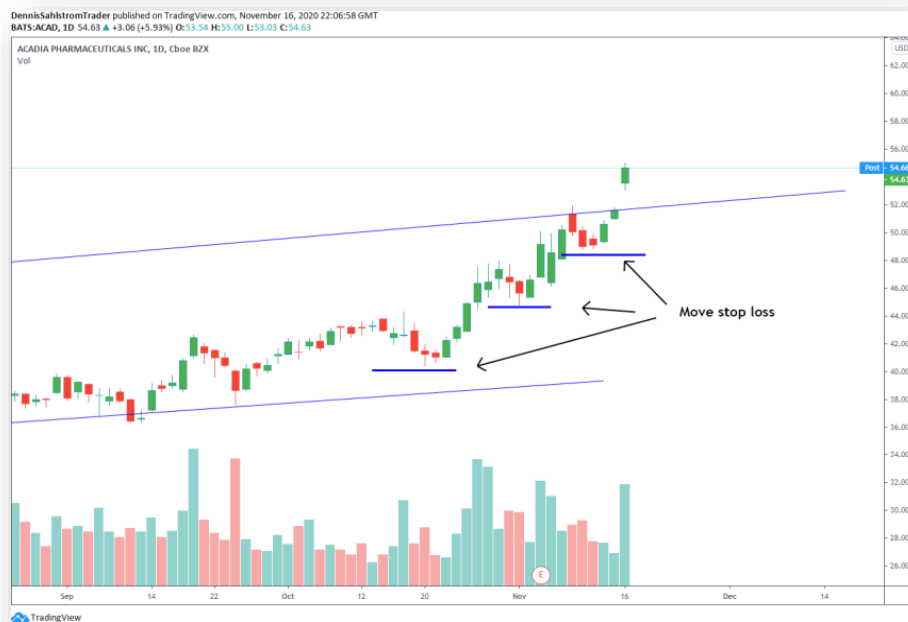 DennisSahlstromTrader published on TradingView.com, November 16, 2020 22:06:58 GMT
BATS:ACAD, 1D 54.63 ▲ +3.06 (+5.93%) O:53.54 H:55.00 L:53.03 C:54.63
ACADIA PHARMACEUTICALS INC, 1D, Cboe BZX
Vol
USD
62.00
60.00
58.00
56.00
Post 54.66
54.63
52.00
50.00
48.00
46.00
Move stop loss
44.00
42.00
40.00
38.00
36.00
34.00
32.00
30.00
28.00
E
26.00
Sep 14 22 Oct 12 20 Nov 16 Dec 14
TradingView